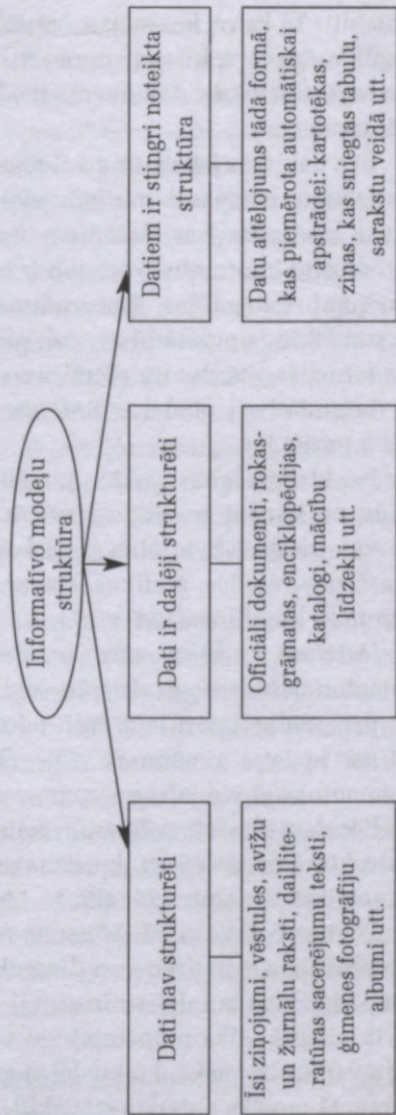 Informatīvo modeļu
struktūra
Dati nav strukturēti
Īsi ziņojumi, vēstules, avīžu
un žurnālu raksti, daiļlite-
ratūras sacerējumu teksti,
ģimenes fotogrāfiju
albumi utt.
Dati ir daļēji strukturēti
Oficiāli dokumenti, rokas-
grāmatas, enciklopēdijas,
katalogi, mācību
līdzekļi utt.
Datiem ir stingri noteikta
struktūra
Datu attēlojums tādā formā,
kas piemērota automātiskai
apstrādei: kartotēkas,
ziņas, kas sniegtas tabulu,
sarakstu veidā utt.